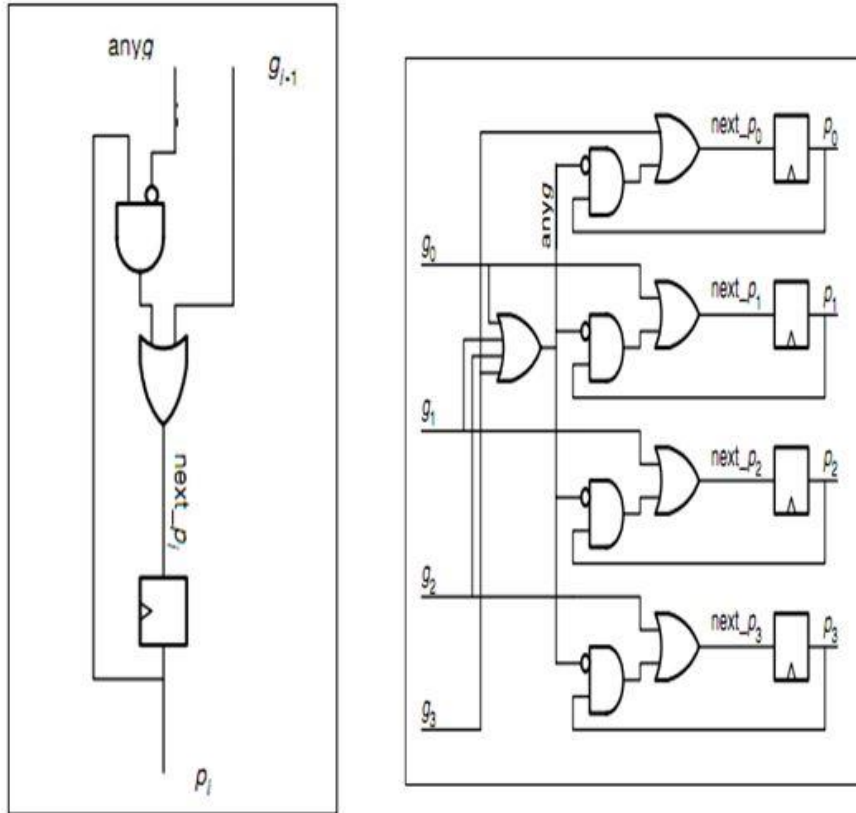 anyg
g_{i-1}
next_p_i
p_i
next_p_0
p_0
anyg
g_0
next_p_1
p_1
g_1
next_p_2
p_2
g_2
next_p_3
p_3
g_3